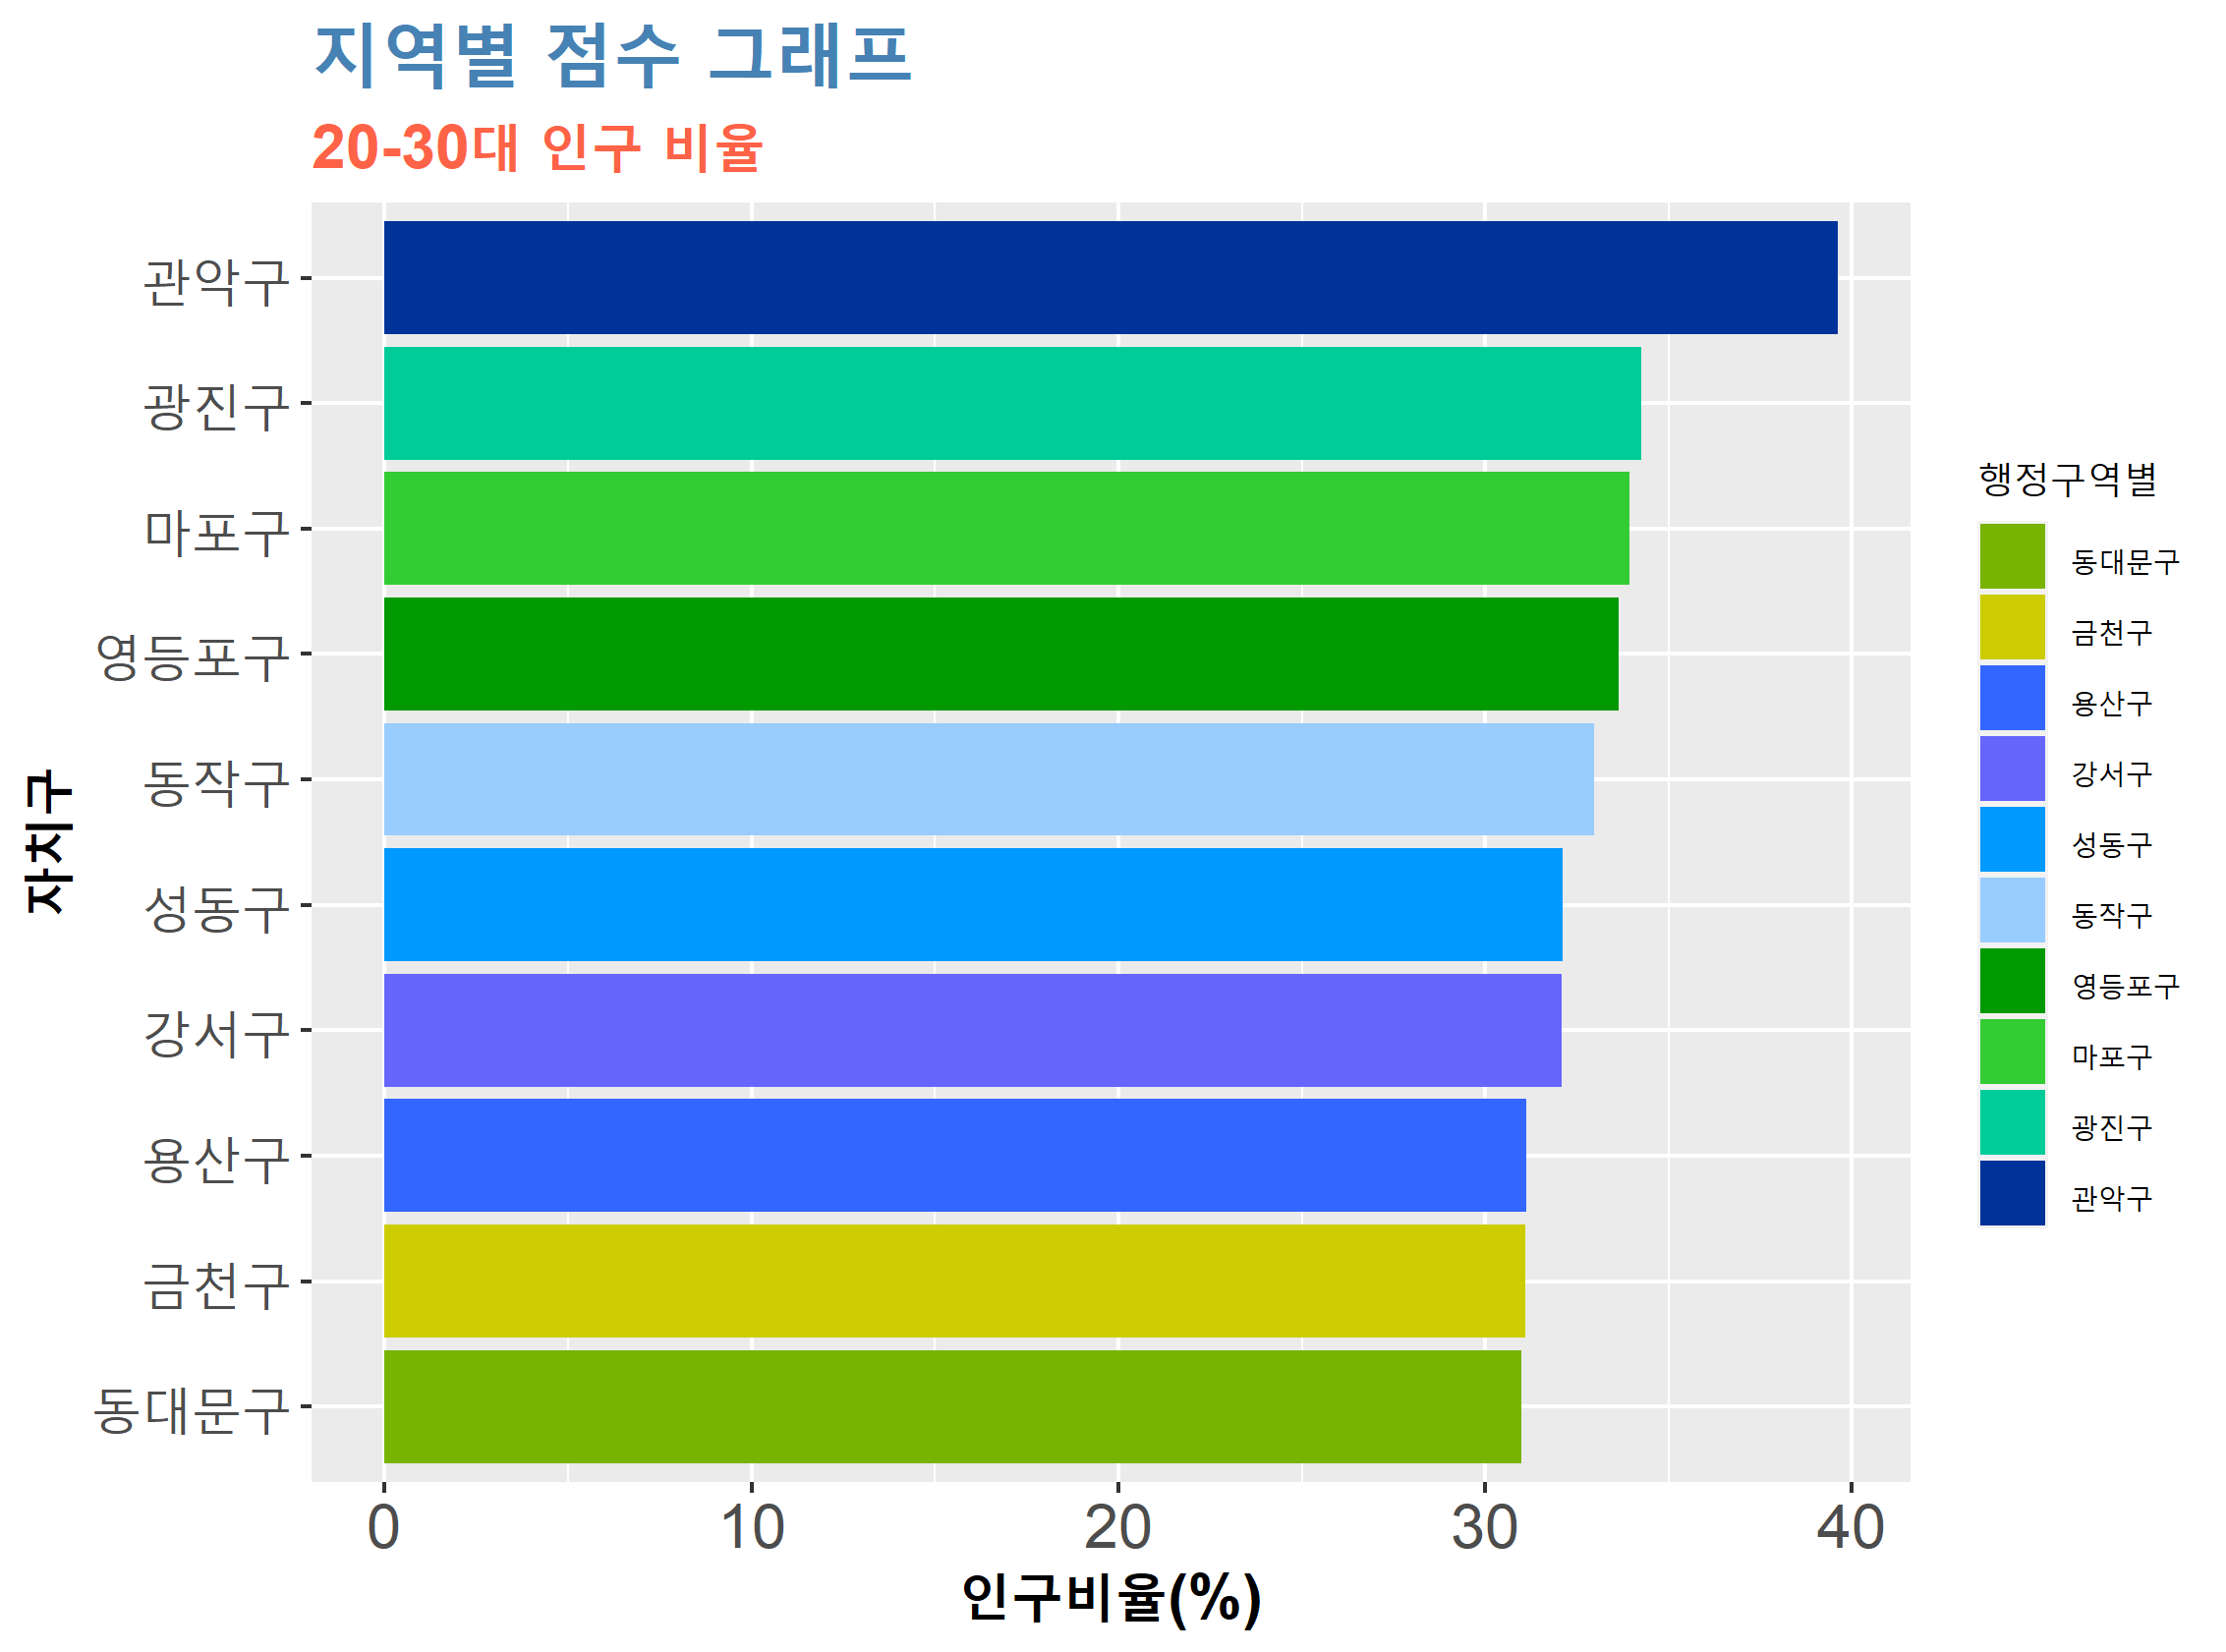 지역별 점수 그래프
20-30대 인구 비율
관악구
광진구
마포구
영등포구
동작구
성동구
강서구
용산구
금천구
동대문구
자치구
0 10 20 30 40
인구비율(%)
행정구역별
동대문구
금천구
용산구
강서구
성동구
동작구
영등포구
마포구
광진구
관악구